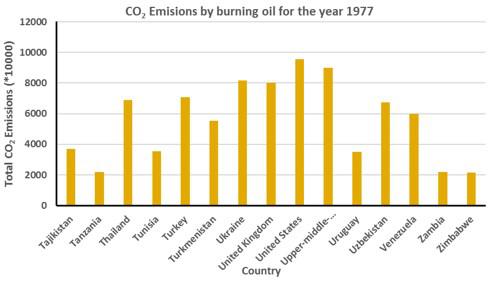 CO₂ Emisions by burning oil for the year 1977
Total CO₂ Emissions (*10000)
12000
10000
8000
6000
4000
2000
0
Tajikistan
Tanzania
Thailand
Tunisia
Turkey
Turkmenistan
Ukraine
United Kingdom
United States
Upper-middle-...
Uruguay
Uzbekistan
Venezuela
Zambia
Zimbabwe
Country